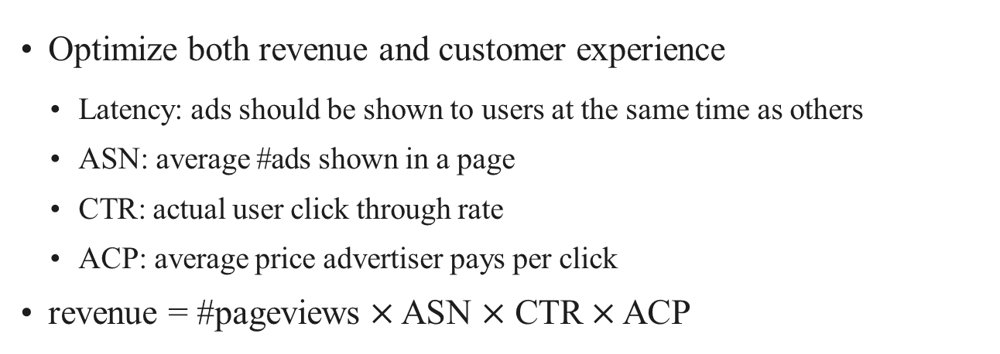 • Optimize both revenue and customer experience
• Latency: ads should be shown to users at the same time as others
• ASN: average #ads shown in a page
• CTR: actual user click through rate
• ACP: average price advertiser pays per click
• revenue = #pageviews × ASN × CTR × ACP